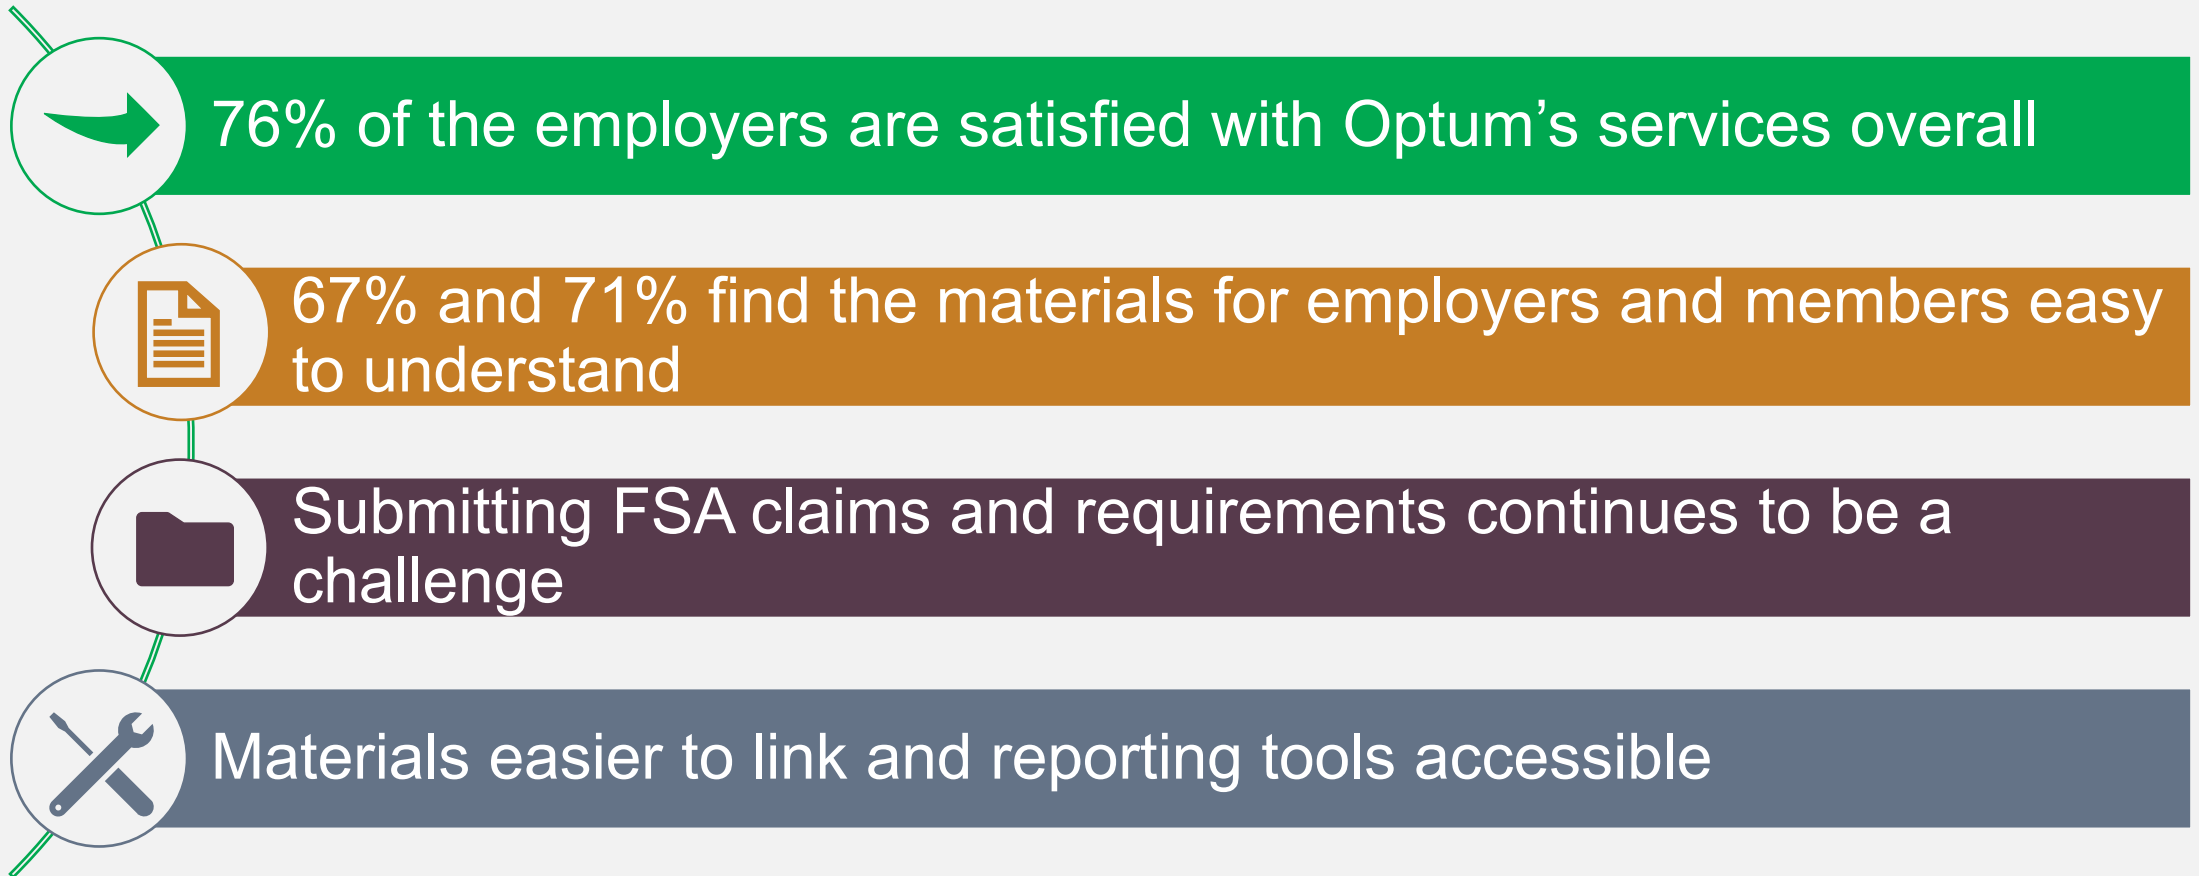 76% of the employers are satisfied with Optum’s services overall
67% and 71% find the materials for employers and members easy
to understand
Submitting FSA claims and requirements continues to be a
challenge
Materials easier to link and reporting tools accessible